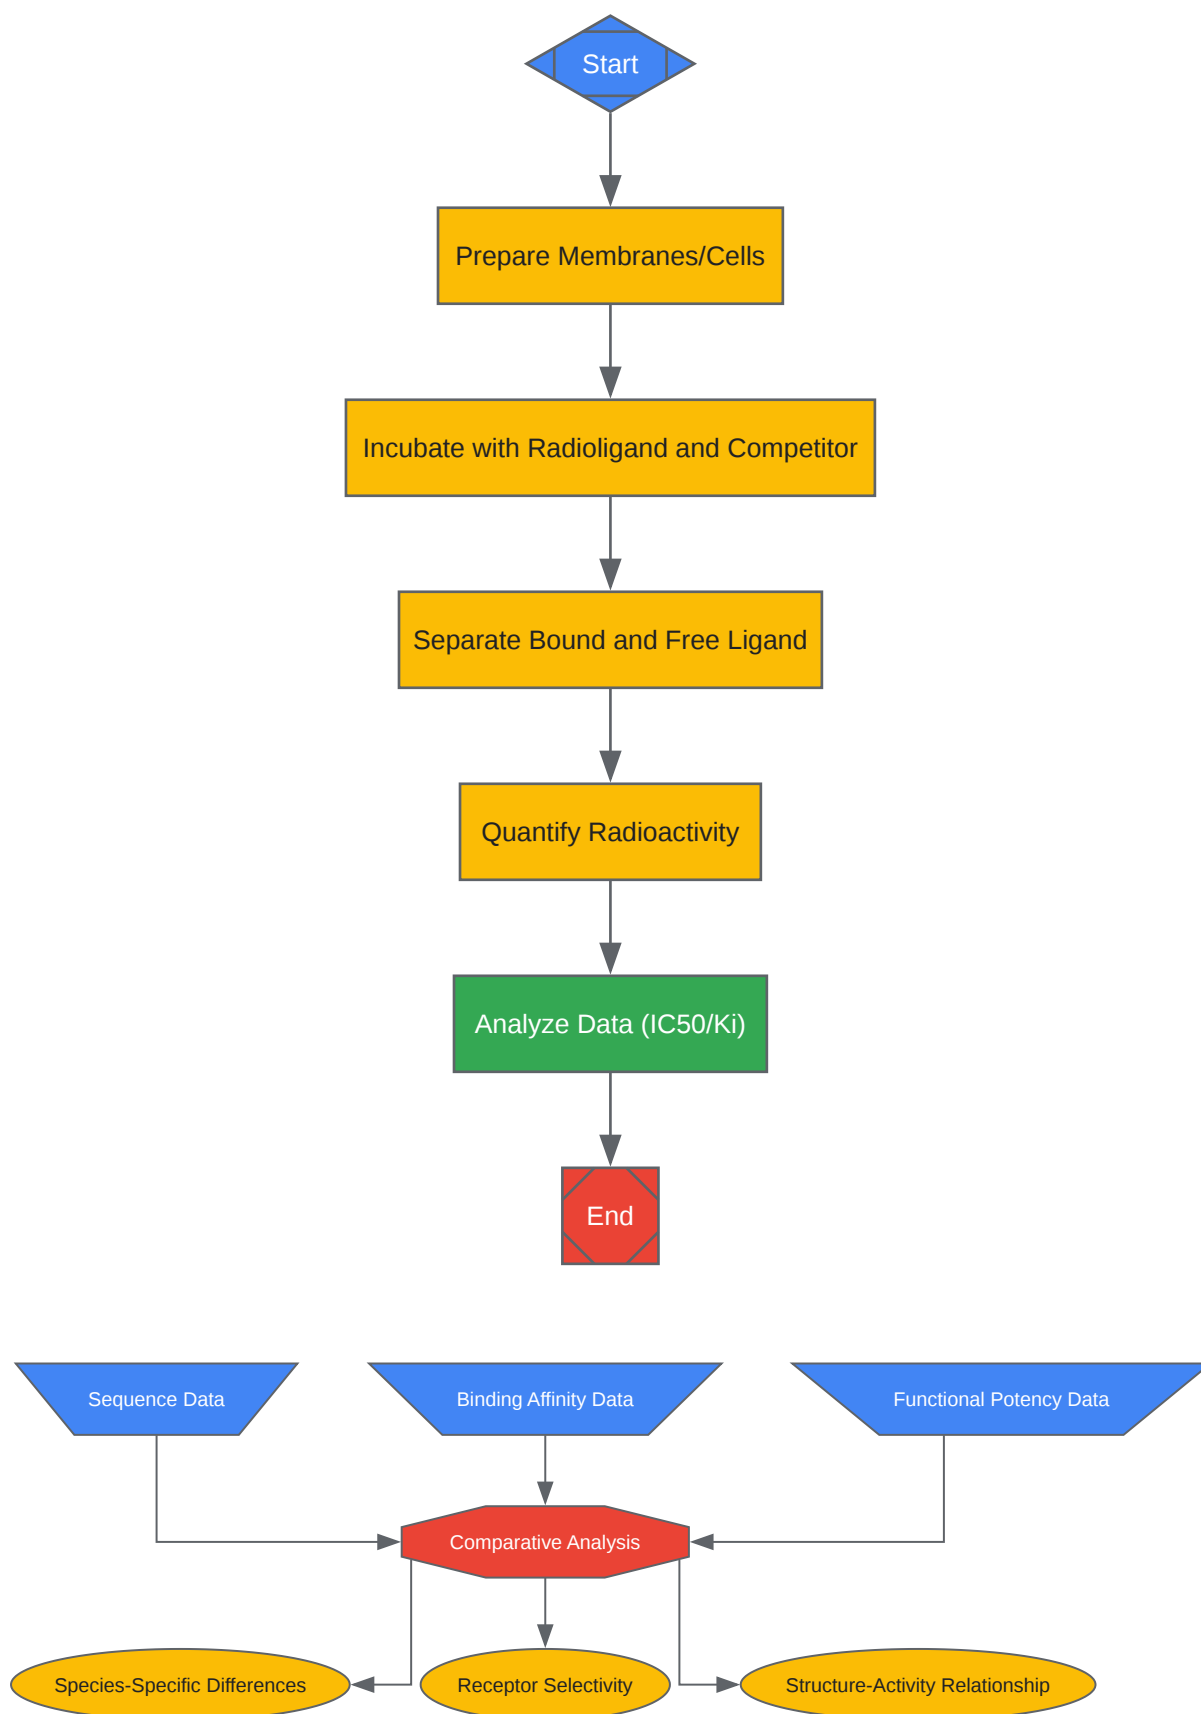 Start
Prepare Membranes/Cells
Incubate with Radioligand and Competitor
Separate Bound and Free Ligand
Quantify Radioactivity
Analyze Data (IC50/Ki)
End
Sequence Data
Binding Affinity Data
Functional Potency Data
Comparative Analysis
Species-Specific Differences
Receptor Selectivity
Structure-Activity Relationship